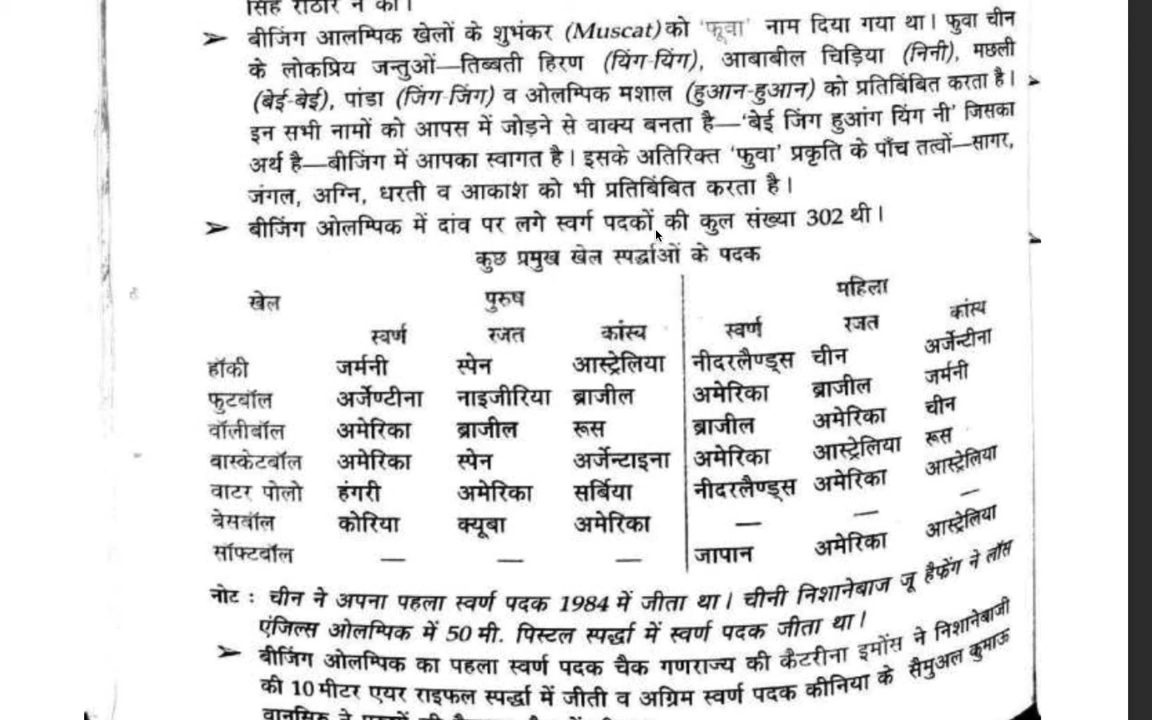 ➢ बीजिंग आलम्पिक खेलों के शुभंकर (Muscat) को 'फूवा' नाम दिया गया था। फुवा चीन
के लोकप्रिय जन्तुओं—तिब्बती हिरण (यिंग-यिंग), आबाबील चिड़िया (निनी), मछली
(बेई-बेई), पांडा (जिंग-जिंग) व ओलम्पिक मशाल (हुआन-हुआन) को प्रतिबिंबित करता है।
इन सभी नामों को आपस में जोड़ने से वाक्य बनता है—'बेई जिंग हुआंग यिंग नी' जिसका
अर्थ है—बीजिंग में आपका स्वागत है। इसके अतिरिक्त 'फुवा' प्रकृति के पाँच तत्वों—सागर,
जंगल, अग्नि, धरती व आकाश को भी प्रतिबिंबित करता है।
➢ बीजिंग ओलम्पिक में दांव पर लगे स्वर्ग पदकों की कुल संख्या 302 थी।
कुछ प्रमुख खेल स्पर्द्धाओं के पदक
खेल पुरुष महिला
स्वर्ण रजत कांस्य स्वर्ण रजत कांस्य
हॉकी जर्मनी स्पेन आस्ट्रेलिया नीदरलैण्ड्स चीन अर्जेन्टीना
फुटबॉल अर्जेण्टीना नाइजीरिया ब्राजील अमेरिका ब्राजील जर्मनी
वॉलीबॉल अमेरिका ब्राजील रूस ब्राजील अमेरिका चीन
बास्केटबॉल अमेरिका स्पेन अर्जेन्टाइना अमेरिका आस्ट्रेलिया रूस
वाटर पोलो हंगरी अमेरिका सर्बिया नीदरलैण्ड्स अमेरिका आस्ट्रेलिया
बेसबॉल कोरिया क्यूबा अमेरिका — — —
सॉफ्टबॉल — — — जापान अमेरिका आस्ट्रेलिया
नोट : चीन ने अपना पहला स्वर्ण पदक 1984 में जीता था। चीनी निशानेबाज जू हैफेंग ने लॉस
एंजिल्स ओलम्पिक में 50 मी. पिस्टल स्पर्द्धा में स्वर्ण पदक जीता था।
➢ बीजिंग ओलम्पिक का पहला स्वर्ण पदक चैक गणराज्य की कैटरीना इमोंस ने निशानेबाजी
की 10 मीटर एयर राइफल स्पर्द्धा में जीती व अग्रिम स्वर्ण पदक कीनिया के सैमुअल कुमाऊ